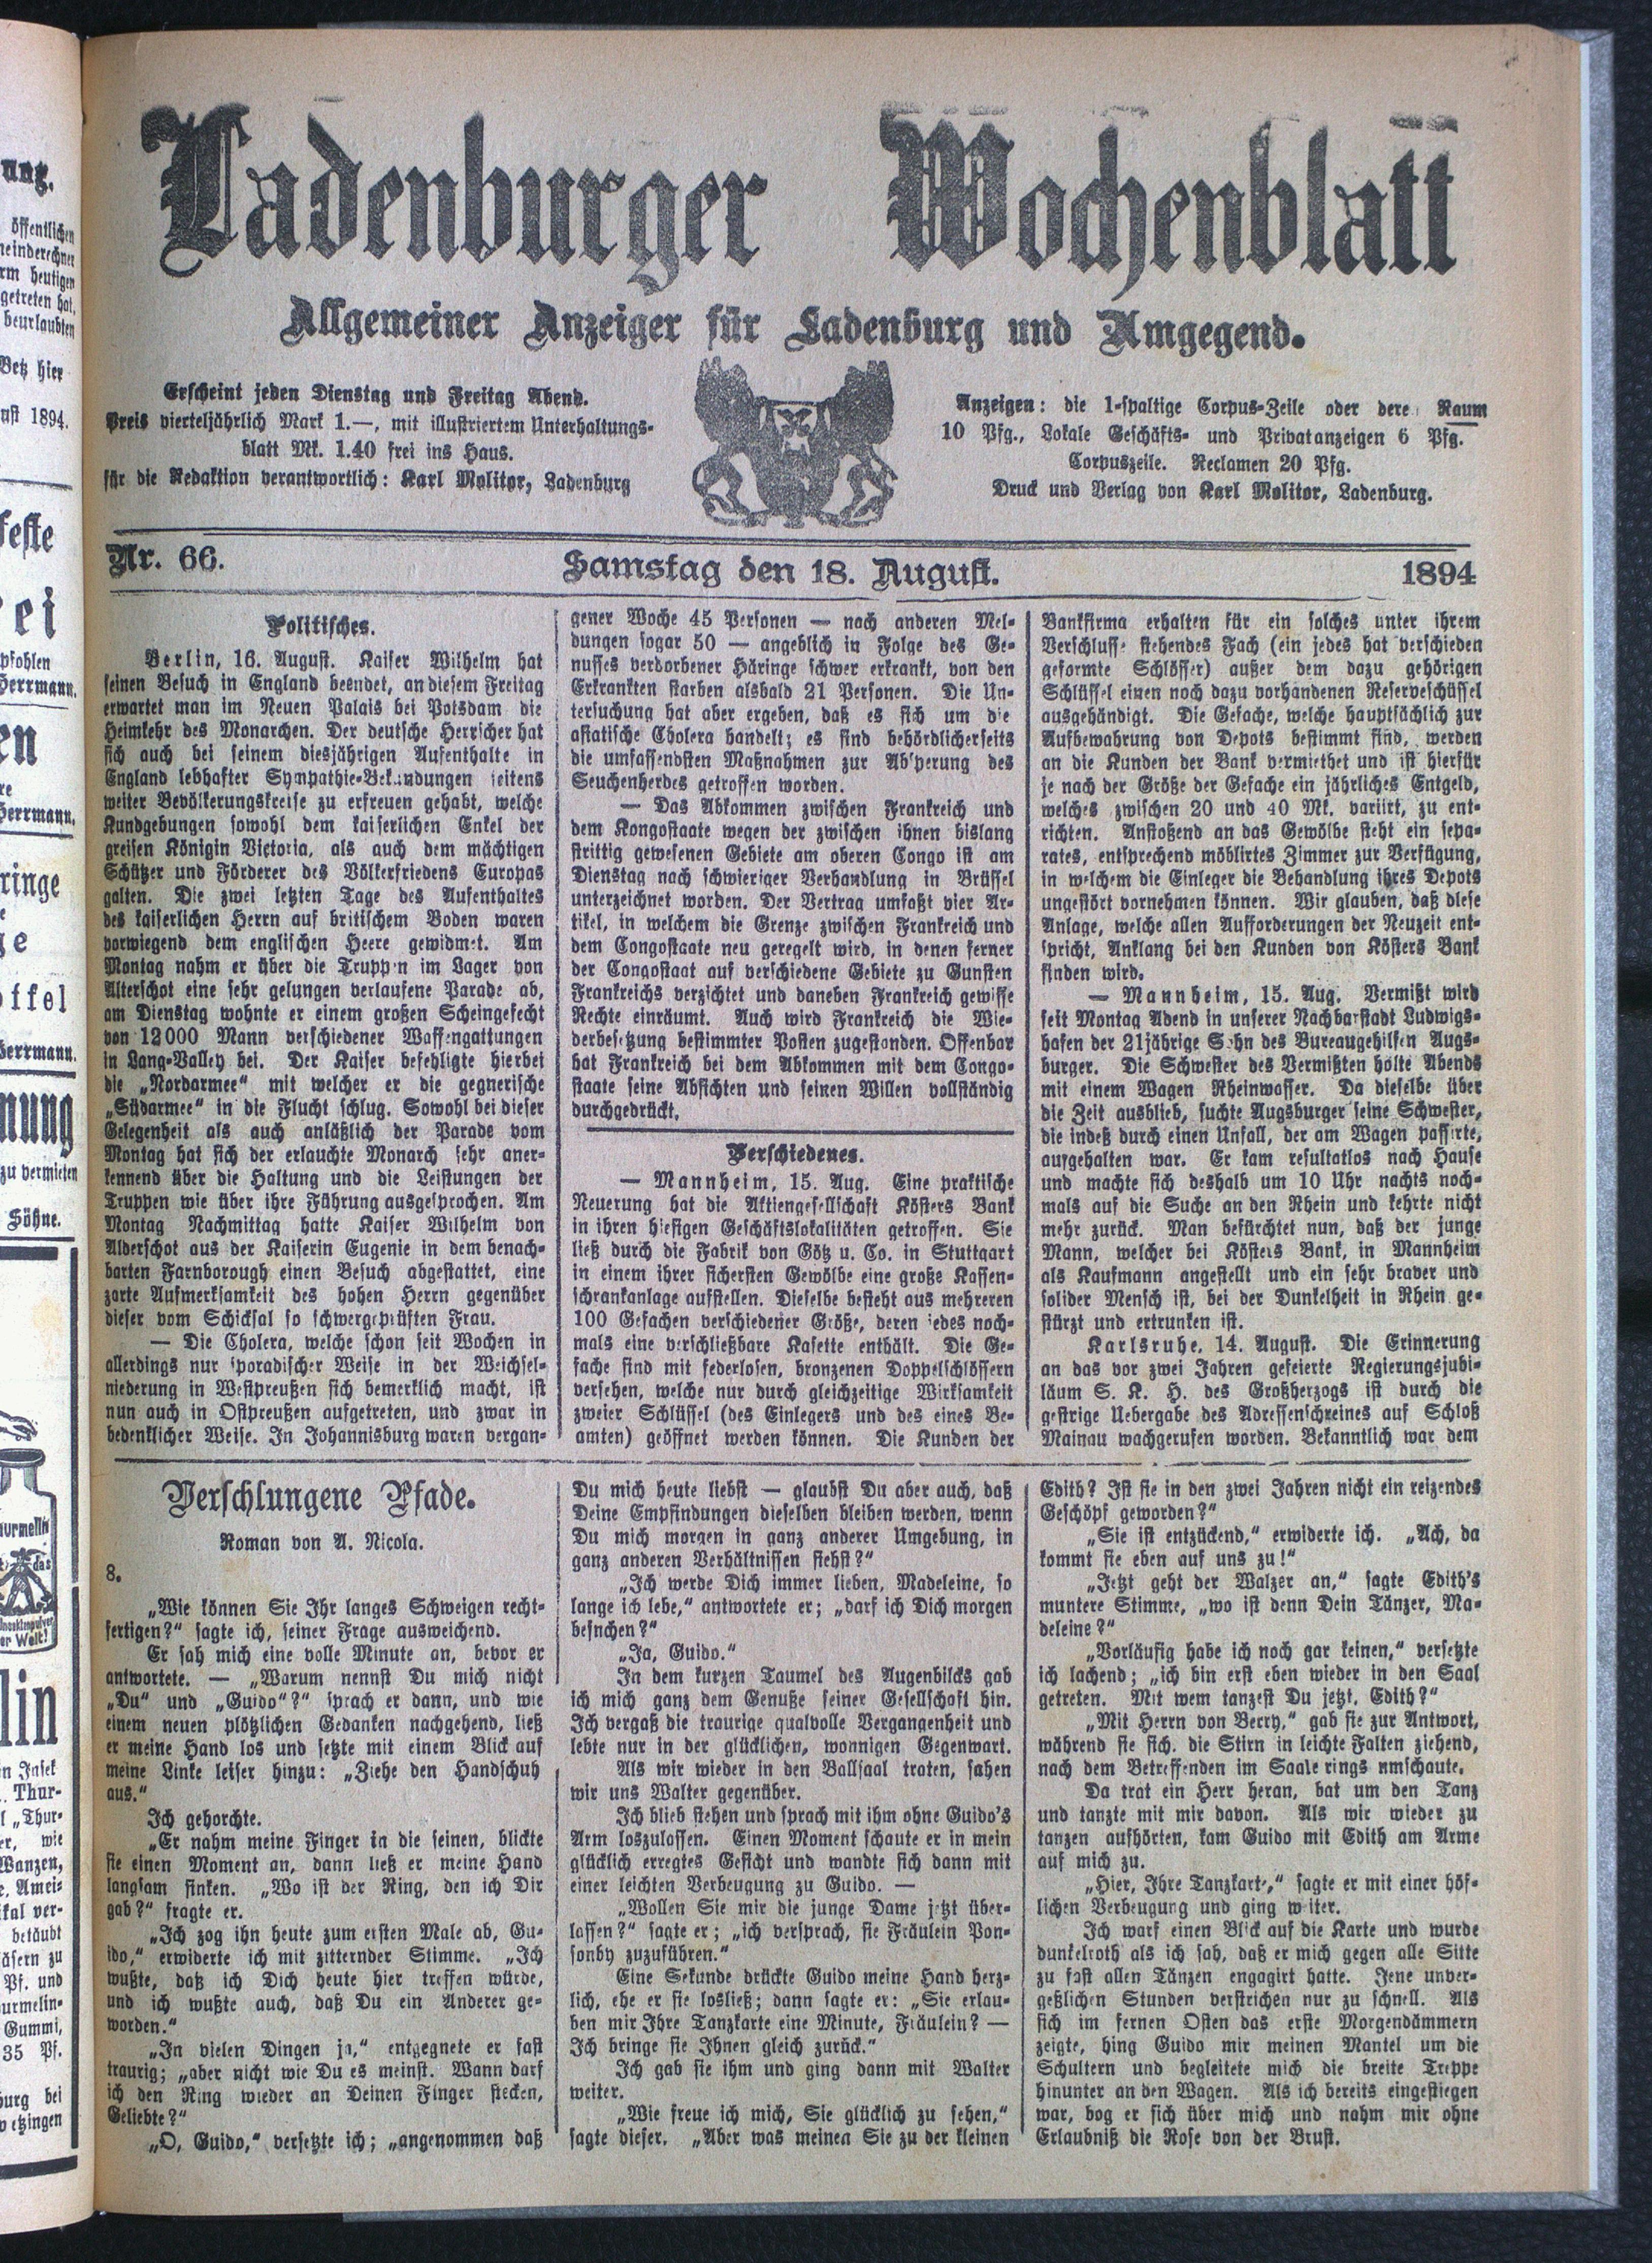 Ladenburger Wochenblatt
Allgemeiner Anzeiger für Ladenburg und Umgegend.
Erscheint jeden Dienstag und Freitag Abend.
Preis vierteljährlich Mark 1.—, mit illustriertem Unterhaltungs-
blatt Mk. 1.40 frei ins Haus.
für die Redaktion verantwortlich: Karl Molitor, Ladenburg
Anzeigen: die 1-spaltige Corpus-Zeile oder dere Raum
10 Pfg., Lokale Geschäfts- und Privatanzeigen 6 Pfg.
Corpuszeile. Reclamen 20 Pfg.
Druck und Verlag von Karl Molitor, Ladenburg.
Nr. 66. Samstag den 18. August. 1894
Politisches.
Berlin, 16. August. Kaiser Wilhelm hat
seinen Besuch in England beendet, an diesem Freitag
erwartet man im Neuen Palais bei Potsdam die
Heimkehr des Monarchen. Der deutsche Herrscher hat
sich auch bei seinem diesjährigen Aufenthalte in
England lebhafter Sympathie-Bekundungen seitens
weiter Bevölkerungskreise zu erfreuen gehabt, welche
Kundgebungen sowohl dem kaiserlichen Enkel der
greisen Königin Victoria, als auch dem mächtigen
Schützer und Förderer des Völkerfriedens Europas
galten. Die zwei letzten Tage des Aufenthaltes
des kaiserlichen Herrn auf britischem Boden waren
vorwiegend dem englischen Heere gewidmet. Am
Montag nahm er über die Truppen im Lager von
Alterschot eine sehr gelungen verlaufene Parade ab,
am Dienstag wohnte er einem großen Scheingefecht
von 12000 Mann verschiedener Waffengattungen
in Lang-Valley bei. Der Kaiser befehligte hierbei
die „Nordarmee“ mit welcher er die gegnerische
„Südarmee“ in die Flucht schlug. Sowohl bei dieser
Gelegenheit als auch anläßlich der Parade vom
Montag hat sich der erlauchte Monarch sehr aner-
kennend über die Haltung und die Leistungen der
Truppen wie über ihre Führung ausgesprochen. Am
Montag Nachmittag hatte Kaiser Wilhelm von
Alderschot aus der Kaiserin Eugenie in dem benach-
barten Farnborough einen Besuch abgestattet, eine
zarte Aufmerksamkeit des hohen Herrn gegenüber
dieser vom Schicksal so schwergeprüften Frau.
— Die Cholera, welche schon seit Wochen in
allerdings nur sporadischer Weise in der Weichsel-
niederung in Westpreußen sich bemerklich macht, ist
nun auch in Ostpreußen aufgetreten, und zwar in
bedenklicher Weise. In Johannisburg waren vergan-
gener Woche 45 Personen — nach anderen Mel-
dungen sogar 50 — angeblich in Folge des Ge-
nusses verdorbener Häringe schwer erkrankt, von den
Erkrankten starben alsbald 21 Personen. Die Un-
tersuchung hat aber ergeben, daß es sich um die
asiatische Cholera handelt; es sind behördlicherseits
die umfassendsten Maßnahmen zur Absperung des
Seuchenherdes getroffen worden.
— Das Abkommen zwischen Frankreich und
dem Kongostaate wegen der zwischen ihnen bislang
strittig gewesenen Gebiete am oberen Congo ist am
Dienstag nach schwieriger Verhandlung in Brüssel
unterzeichnet worden. Der Vertrag umfaßt vier Ar-
tikel, in welchem die Grenze zwischen Frankreich und
dem Congostaate neu geregelt wird, in denen ferner
der Congostaat auf verschiedene Gebiete zu Gunsten
Frankreichs verzichtet und daneben Frankreich gewisse
Rechte einräumt. Auch wird Frankreich die Wie-
derbesetzung bestimmter Posten zugestanden. Offenbar
hat Frankreich bei dem Abkommen mit dem Congo-
staate seine Absichten und seinen Willen vollständig
durchgedrückt.
Verschiedenes.
— Mannheim, 15. Aug. Eine praktische
Neuerung hat die Aktiengesellschaft Kösters Bank
in ihren hiesigen Geschäftslokalitäten getroffen. Sie
ließ durch die Fabrik von Götz u. Co. in Stuttgart
in einem ihrer sichersten Gewölbe eine große Kassen-
schrankanlage aufstellen. Dieselbe besteht aus mehreren
100 Gefachen verschiedener Größe, deren jedes noch-
mals eine verschließbare Kasette enthält. Die Ge-
fache sind mit federlosen, bronzenen Doppelschlössern
versehen, welche nur durch gleichzeitige Wirksamkeit
zweier Schlüssel (des Einlegers und des eines Be-
amten) geöffnet werden können. Die Kunden der
Bankfirma erhalten für ein solches unter ihrem
Verschlusse stehendes Fach (ein jedes hat verschieden
geformte Schlösser) außer dem dazu gehörigen
Schlüssel einen noch dazu vorhandenen Reserveschüssel
ausgehändigt. Die Gefache, welche hauptsächlich zur
Aufbewahrung von Depots bestimmt sind, werden
an die Kunden der Bank vermiethet und ist hierfür
je nach der Größe der Gefache ein jährliches Entgeld,
welches zwischen 20 und 40 Mk. variirt, zu ent-
richten. Anstoßend an das Gewölbe steht ein sepa-
rates, entsprechend möblirtes Zimmer zur Verfügung,
in welchem die Einleger die Behandlung ihres Depots
ungestört vornehmen können. Wir glauben, daß diese
Anlage, welche allen Aufforderungen der Neuzeit ent-
spricht, Anklang bei den Kunden von Kösters Bank
finden wird.
— Mannheim, 15. Aug. Vermißt wird
seit Montag Abend in unserer Nachbarstadt Ludwigs-
hafen der 21jährige Sohn des Bureaugehilfen Augs-
burger. Die Schwester des Vermißten holte Abends
mit einem Wagen Rheinwasser. Da dieselbe über
die Zeit ausblieb, suchte Augsburger seine Schwester,
die indeß durch einen Unfall, der am Wagen passirte,
aufgehalten war. Er kam resultatlos nach Hause
und machte sich deshalb um 10 Uhr nachts noch-
mals auf die Suche an den Rhein und kehrte nicht
mehr zurück. Man befürchtet nun, daß der junge
Mann, welcher bei Kösters Bank, in Mannheim
als Kaufmann angestellt und ein sehr braver und
solider Mensch ist, bei der Dunkelheit in Rhein ge-
stürzt und ertrunken ist.
Karlsruhe, 14. August. Die Erinnerung
an das vor zwei Jahren gefeierte Regierungsjubi-
läum S. K. H. des Großherzogs ist durch die
gestrige Uebergabe des Adressenschreines auf Schloß
Mainau wachgerufen worden. Bekanntlich war dem
Verschlungene Pfade.
Roman von A. Nicola.
8.
„Wie können Sie Ihr langes Schweigen recht-
fertigen?“ sagte ich, seiner Frage ausweichend.
Er sah mich eine volle Minute an, bevor er
antwortete. — „Warum nennst Du mich nicht
„Du“ und „Guido“?“ sprach er dann, und wie
einem neuen plötzlichen Gedanken nachgehend, ließ
er meine Hand los und setzte mit einem Blick auf
meine Linke leiser hinzu: „Ziehe den Handschuh
aus.“
Ich gehorchte.
„Er nahm meine Finger in die seinen, blickte
sie einen Moment an, dann ließ er meine Hand
langsam sinken. „Wo ist der Ring, den ich Dir
gab?“ fragte er.
„Ich zog ihn heute zum ersten Male ab, Gu-
ido,“ erwiderte ich mit zitternder Stimme. „Ich
wußte, daß ich Dich heute hier treffen würde,
und ich wußte auch, daß Du ein Anderer ge-
worden.“
„In vielen Dingen ja,“ entgegnete er fast
traurig; „aber nicht wie Du es meinst. Wann darf
ich den Ring wieder an Deinen Finger stecken,
Geliebte?“
„O, Guido,“ versetzte ich; „angenommen daß
Du mich heute liebst — glaubst Du aber auch, daß
Deine Empfindungen dieselben bleiben werden, wenn
Du mich morgen in ganz anderer Umgebung, in
ganz anderen Verhältnissen siehst?“
„Ich werde Dich immer lieben, Madeleine, so
lange ich lebe,“ antwortete er; „darf ich Dich morgen
besnchen?“
„Ja, Guido.“
In dem kurzen Taumel des Augenbilcks gab
ich mich ganz dem Genuße seiner Gesellschaft hin.
Ich vergaß die traurige qualvolle Vergangenheit und
lebte nur in der glücklichen, wonnigen Gegenwart.
Als wir wieder in den Ballsaal traten, sahen
wir uns Walter gegenüber.
Ich blieb stehen und sprach mit ihm ohne Guido's
Arm loszulassen. Einen Moment schaute er in mein
glücklich erregtes Gesicht und wandte sich dann mit
einer leichten Verbeugung zu Guido. —
„Wollen Sie mir die junge Dame jetzt über-
lassen?“ sagte er; „ich versprach, sie Fräulein Pon-
sonby zuzuführen.“
Eine Sekunde drückte Guido meine Hand herz-
lich, ehe er sie losließ; dann sagte er: „Sie erlau-
ben mir Ihre Tanzkarte eine Minute, Fräulein? —
Ich bringe sie Ihnen gleich zurück.“
Ich gab sie ihm und ging dann mit Walter
weiter.
„Wie freue ich mich, Sie glücklich zu sehen,“
sagte dieser. „Aber was meinen Sie zu der kleinen
Edith? Ist sie in den zwei Jahren nicht ein reizendes
Geschöpf geworden?“
„Sie ist entzückend,“ erwiderte ich. „Ach, da
kommt sie eben auf uns zu!“
„Jetzt geht der Walzer an,“ sagte Edith's
muntere Stimme, „wo ist denn Dein Tänzer, Ma-
deleine?“
„Vorläufig habe ich noch gar keinen,“ versetzte
ich lachend; „ich bin erst eben wieder in den Saal
getreten. Mit wem tanzest Du jetzt, Edith?“
„Mit Herrn von Berry,“ gab sie zur Antwort,
während sie sich, die Stirn in leichte Falten ziehend,
nach dem Betreffenden im Saale rings nmschaute.
Da trat ein Herr heran, bat um den Tanz
und tanzte mit mir davon. Als wir wieder zu
tanzen aufhörten, kam Guido mit Edith am Arme
auf mich zu.
„Hier, Ihre Tanzkarte,“ sagte er mit einer höf-
lichen Verbeugung und ging weiter.
Ich warf einen Blick auf die Karte und wurde
dunkelroth als ich sah, daß er mich gegen alle Sitte
zu fast allen Tänzen engagirt hatte. Jene unver-
geßlichen Stunden verstrichen nur zu schnell. Als
sich im fernen Osten das erste Morgendämmern
zeigte, hing Guido mir meinen Mantel um die
Schultern und begleitete mich die breite Treppe
hinunter an den Wagen. Als ich bereits eingestiegen
war, bog er sich über mich und nahm mir ohne
Erlaubniß die Rose von der Brust.